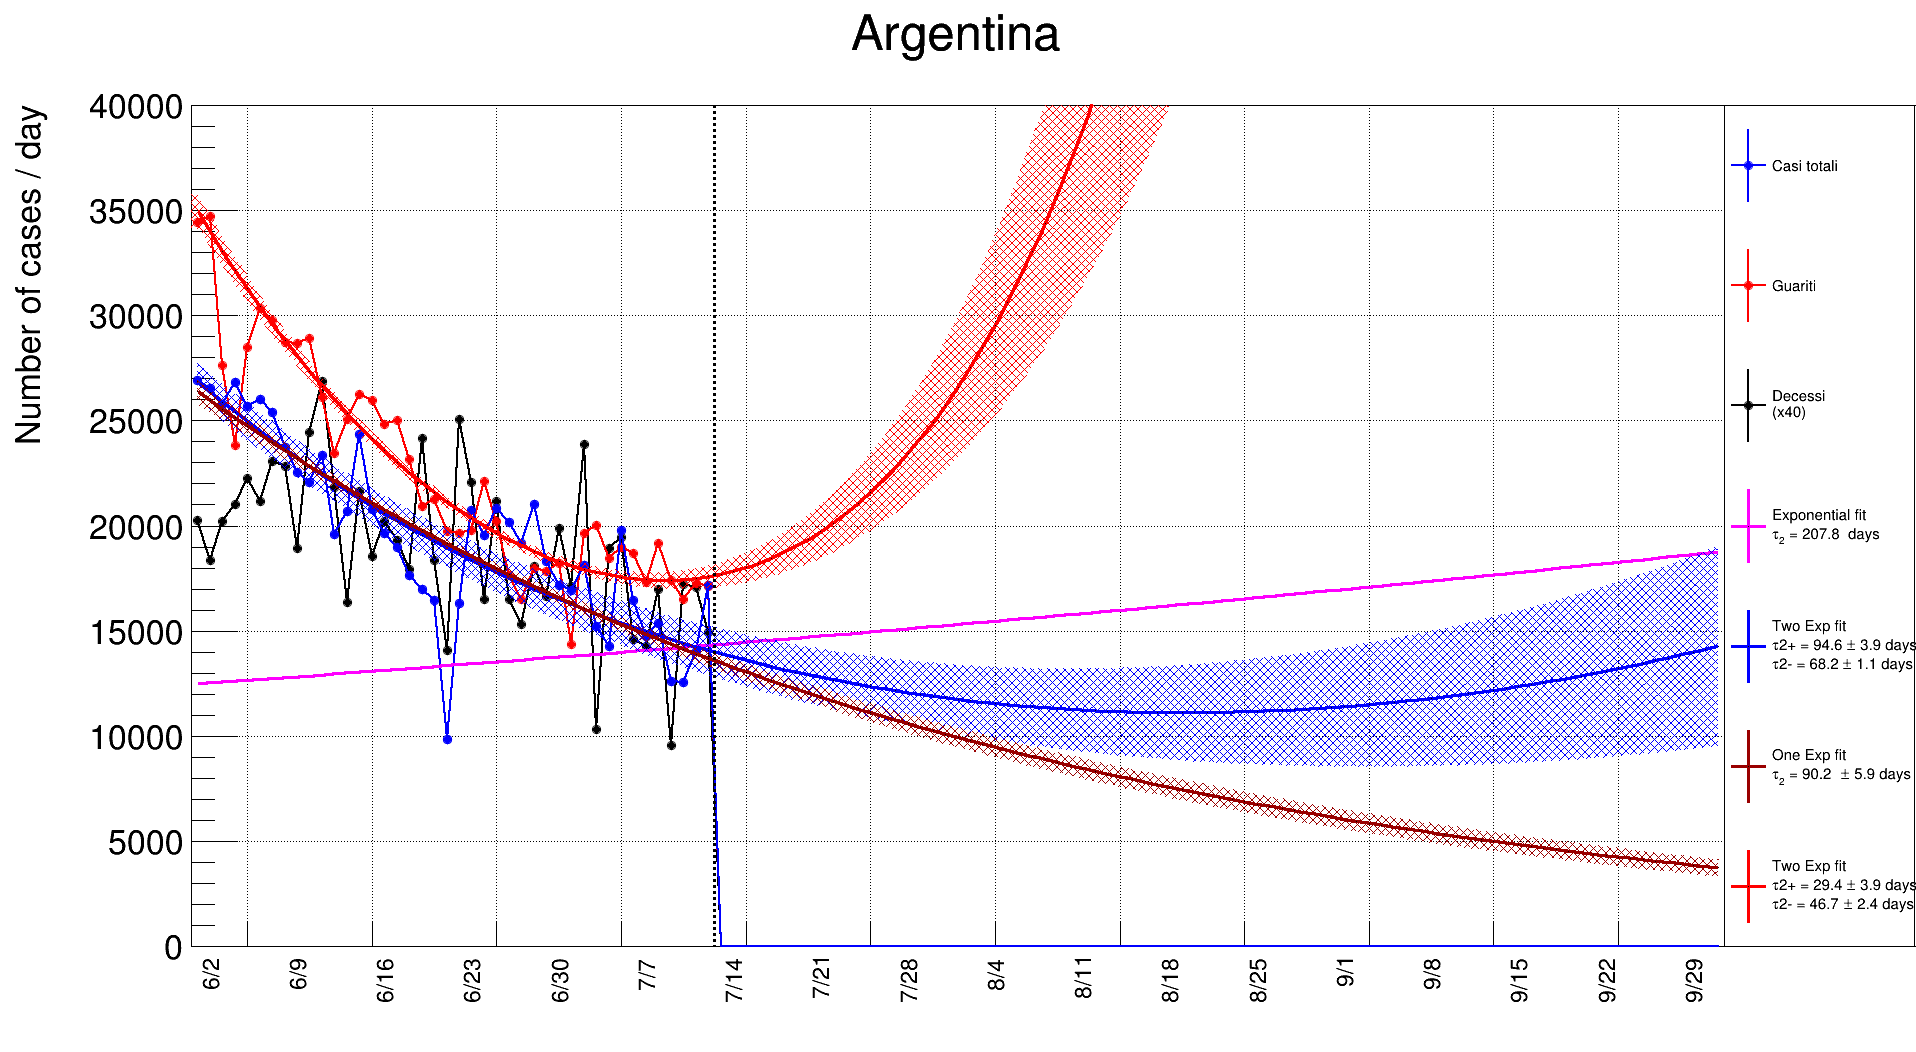 Argentina
Number of cases / day
40000
35000
30000
25000
20000
15000
10000
5000
0
6/2
6/9
6/16
6/23
6/30
7/7
7/14
7/21
7/28
8/4
8/11
8/18
8/25
9/1
9/8
9/15
9/22
9/29
Casi totali
Guariti
Decessi
(x40)
Exponential fit
τ2 = 207.8 days
Two Exp fit
τ2+ = 94.6 ± 3.9 days
τ2- = 68.2 ± 1.1 days
One Exp fit
τ2 = 90.2 ± 5.9 days
Two Exp fit
τ2+ = 29.4 ± 3.9 days
τ2- = 46.7 ± 2.4 days